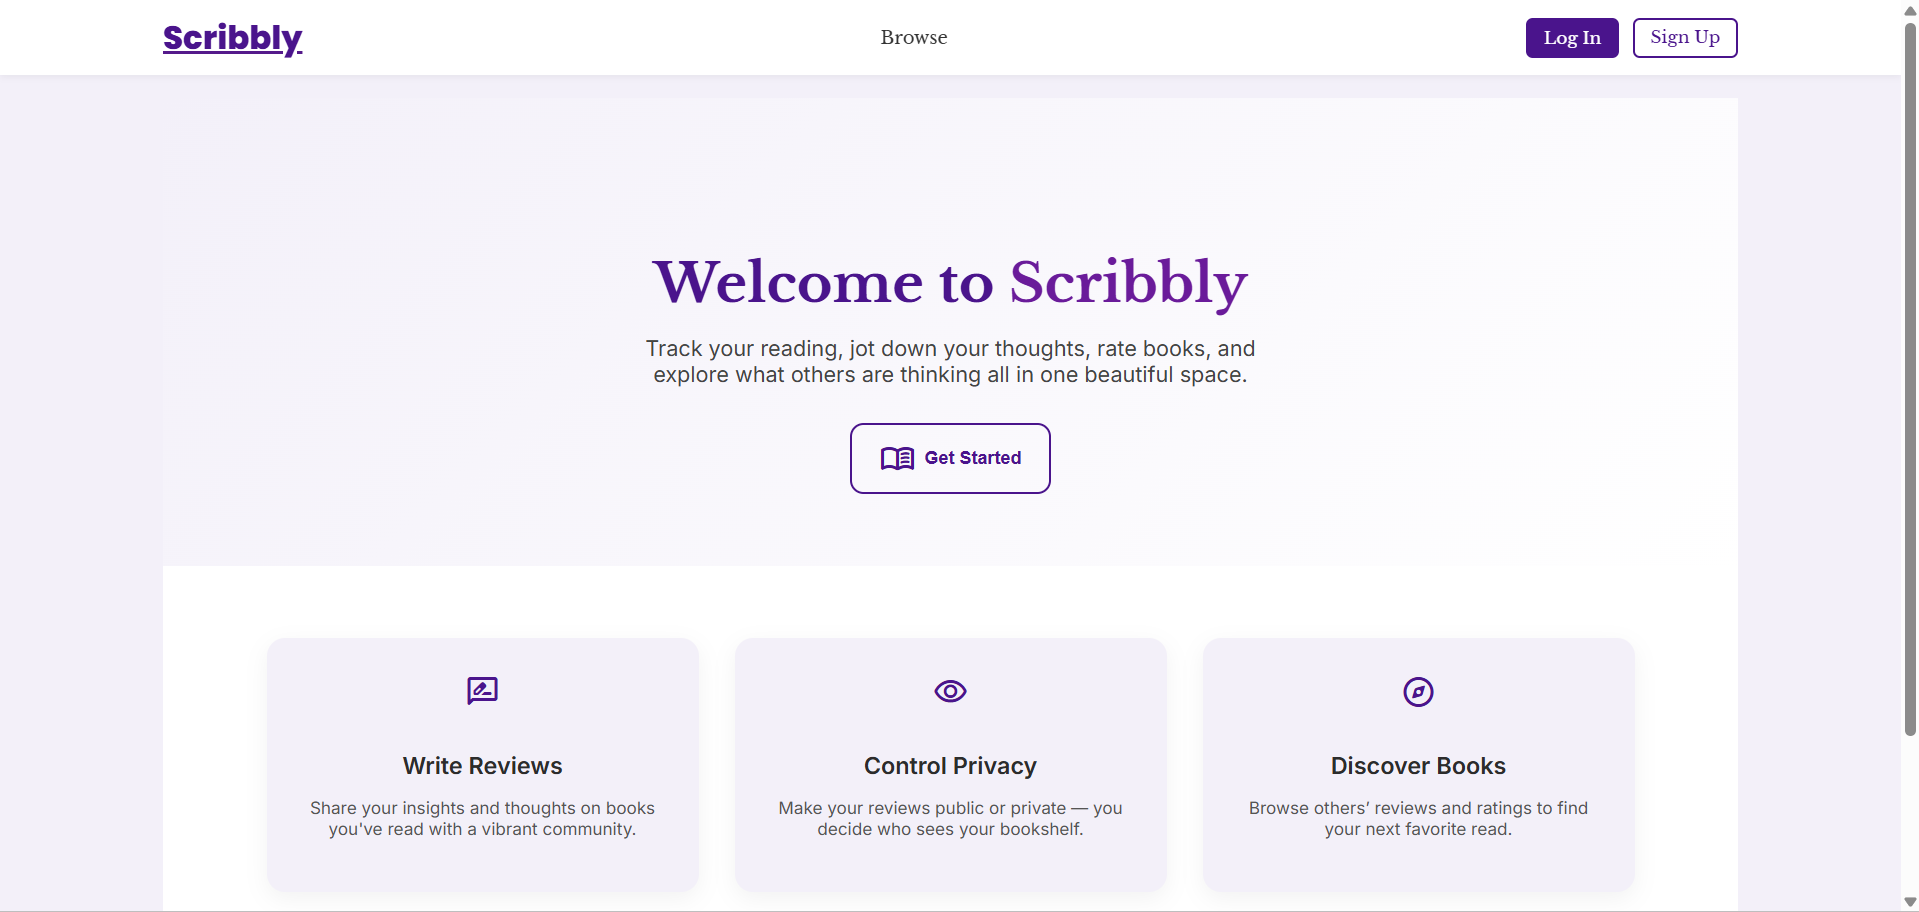 Scribbly
Browse
Log In
Sign Up
Welcome to Scribbly
Track your reading, jot down your thoughts, rate books, and
explore what others are thinking all in one beautiful space.
Get Started
Write Reviews
Share your insights and thoughts on books
you've read with a vibrant community.
Control Privacy
Make your reviews public or private — you
decide who sees your bookshelf.
Discover Books
Browse others’ reviews and ratings to find
your next favorite read.